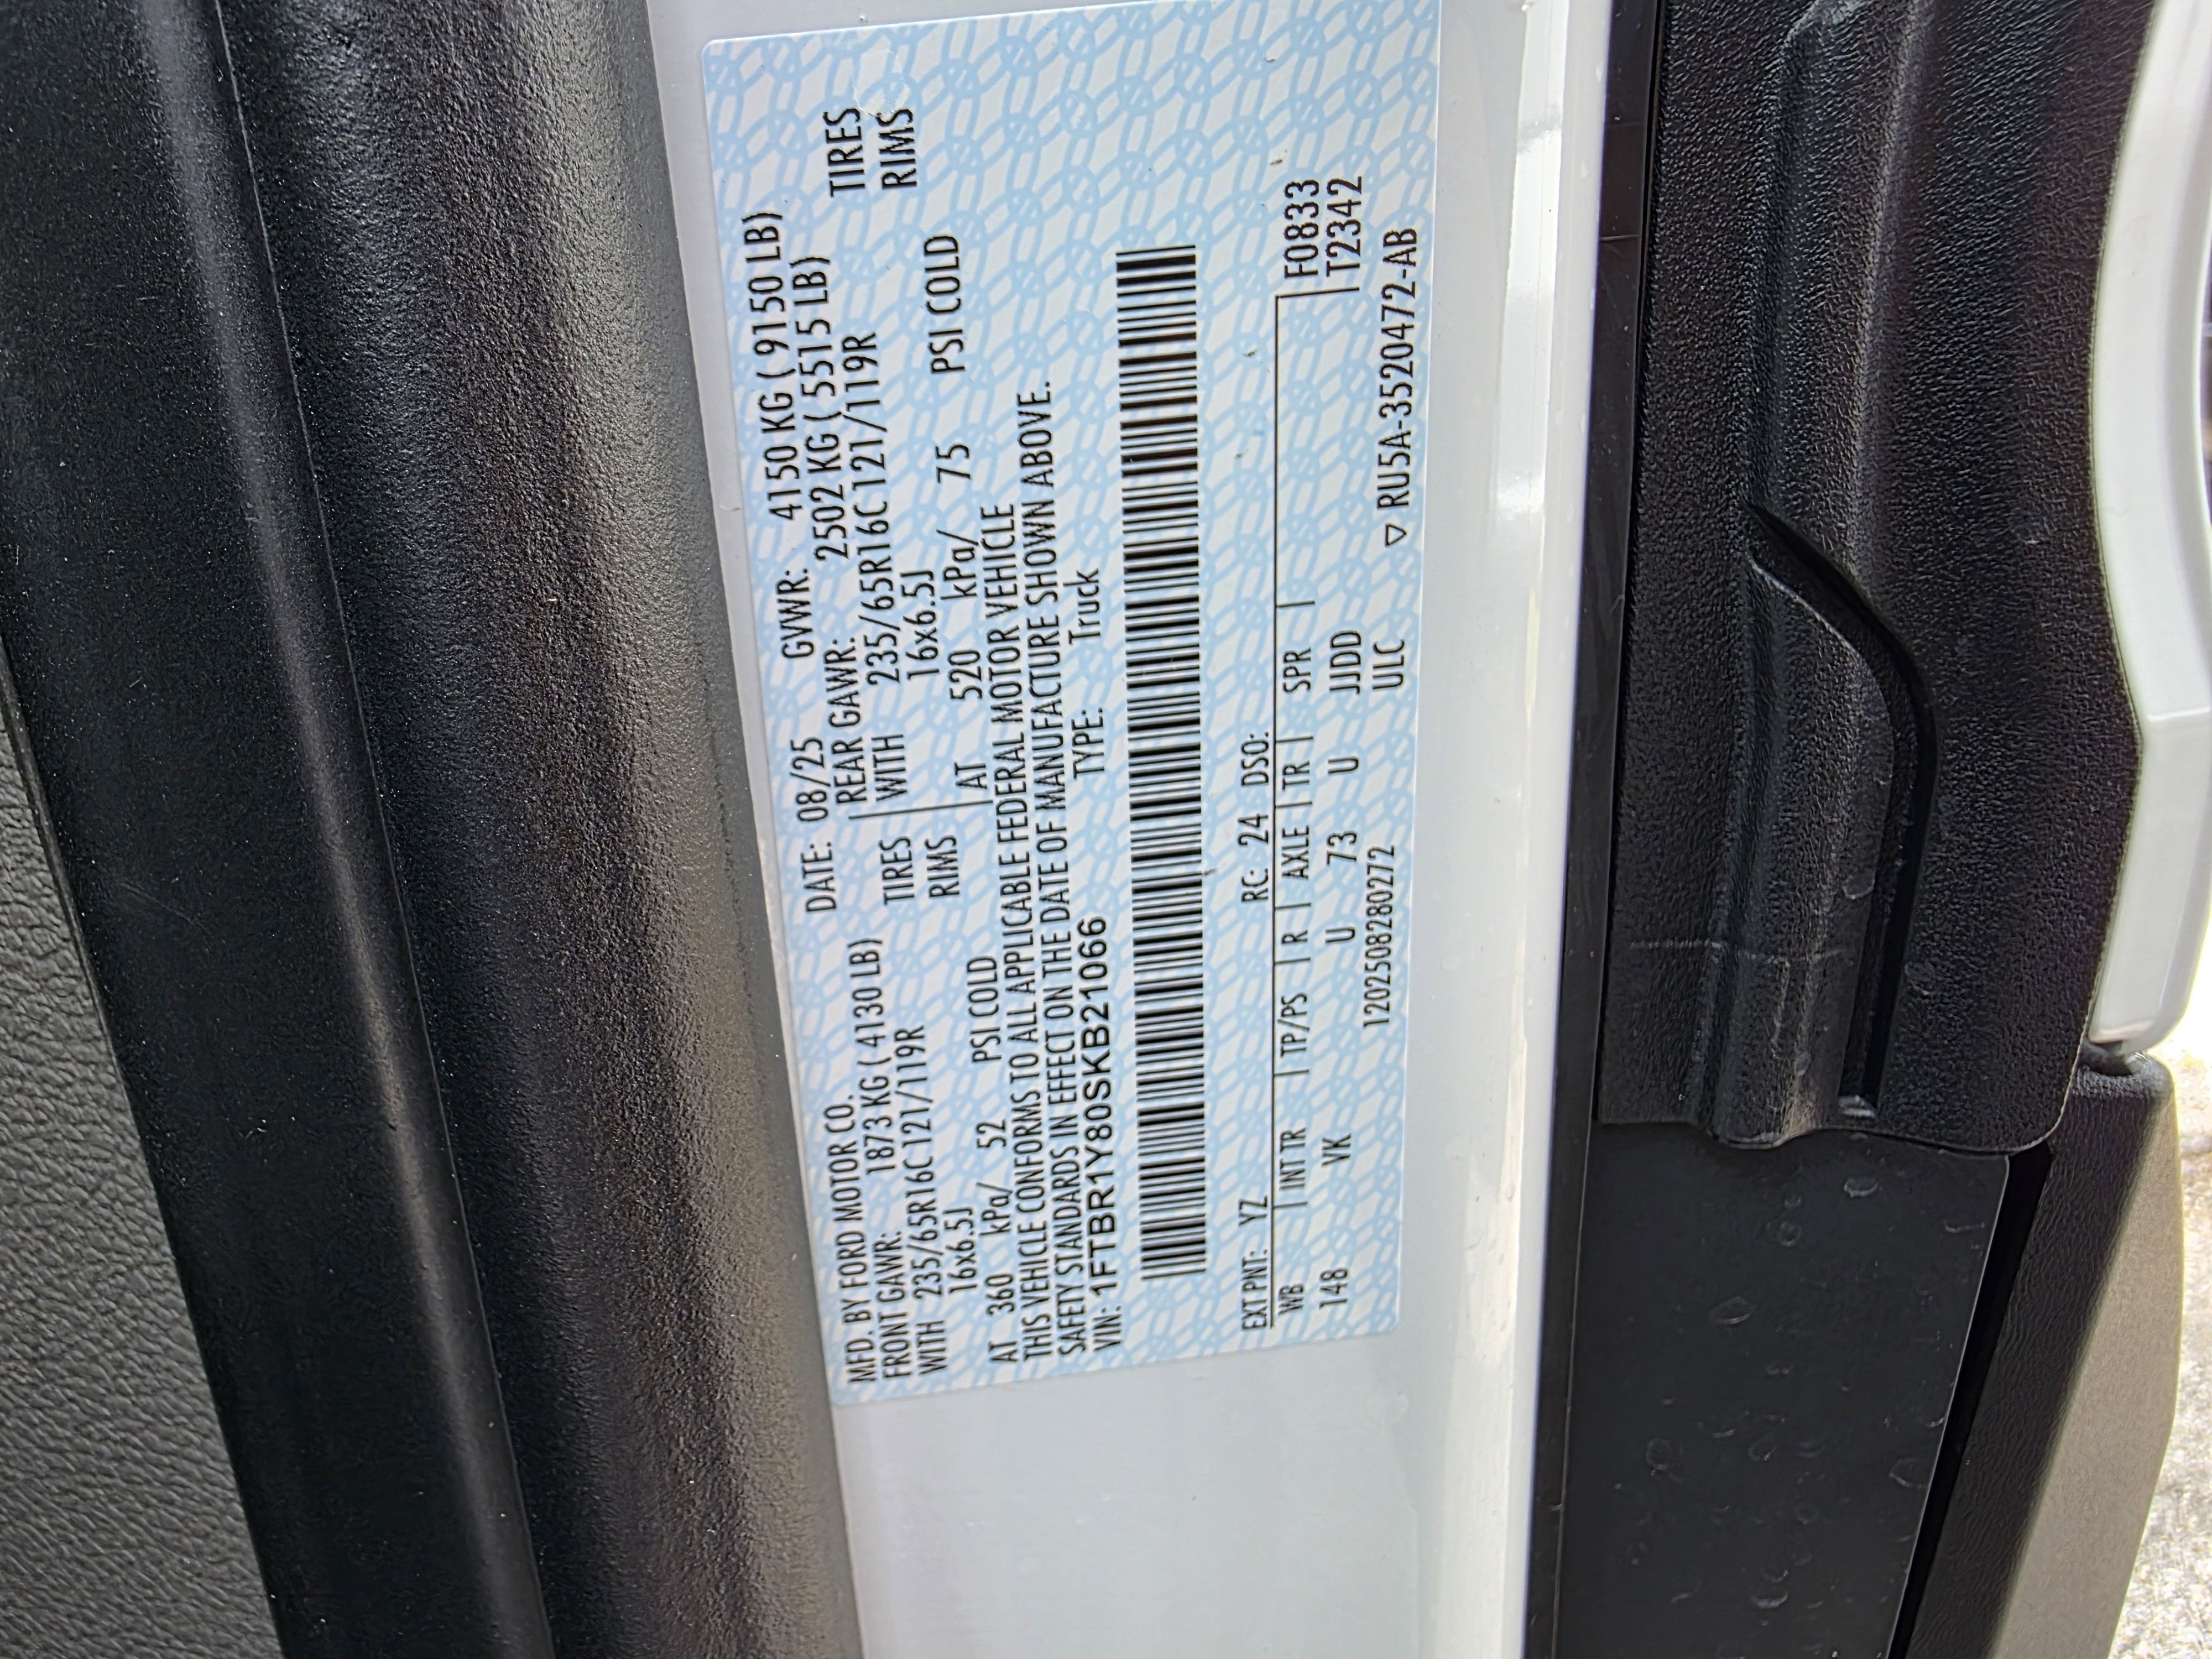 MFD. BY FORD MOTOR CO. DATE: 08/25 GVWR: 4150 KG ( 9150 LB)
FRONT GAWR: 1873 KG ( 4130 LB) REAR GAWR: 2502 KG ( 5515 LB)
WITH 235/65R16C121/119R TIRES WITH 235/65R16C121/119R TIRES
16x6.5J RIMS 16x6.5J RIMS
AT 360 kPa/ 52 PSI COLD AT 520 kPa/ 75 PSI COLD
THIS VEHICLE CONFORMS TO ALL APPLICABLE FEDERAL MOTOR VEHICLE
SAFETY STANDARDS IN EFFECT ON THE DATE OF MANUFACTURE SHOWN ABOVE.
VIN: 1FTBR1Y80SKB21066 TYPE: Truck
EXT PNT: YZ RC: 24 DSO: F0833
WB | INT TR | TP/PS | R | AXLE | TR | SPR | T2342
148 VK U 73 U JJDD
1202508280272 ULC ▽ RU5A-3520472-AB